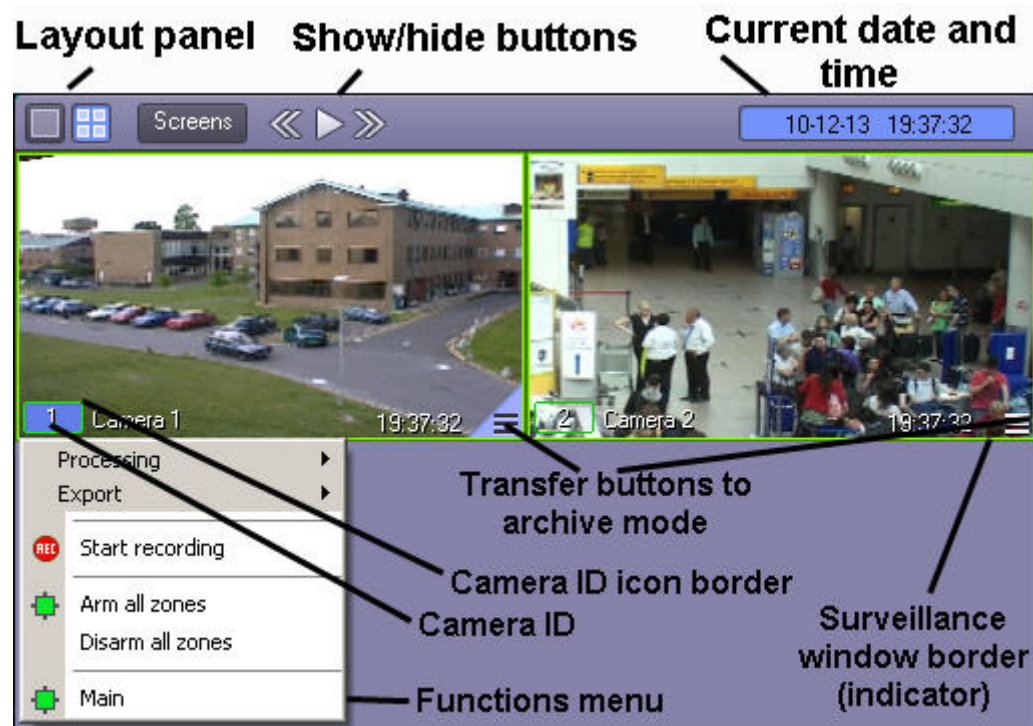 Layout panel
Show/hide buttons
Current date and
time
Screens
10-12-13 19:37:32
1 Camera 1 19:37:32
2 Camera 2 19:37:32
Processing
Export
REC Start recording
Arm all zones
Disarm all zones
Main
Transfer buttons to
archive mode
Camera ID icon border
Camera ID
Functions menu
Surveillance
window border
(indicator)